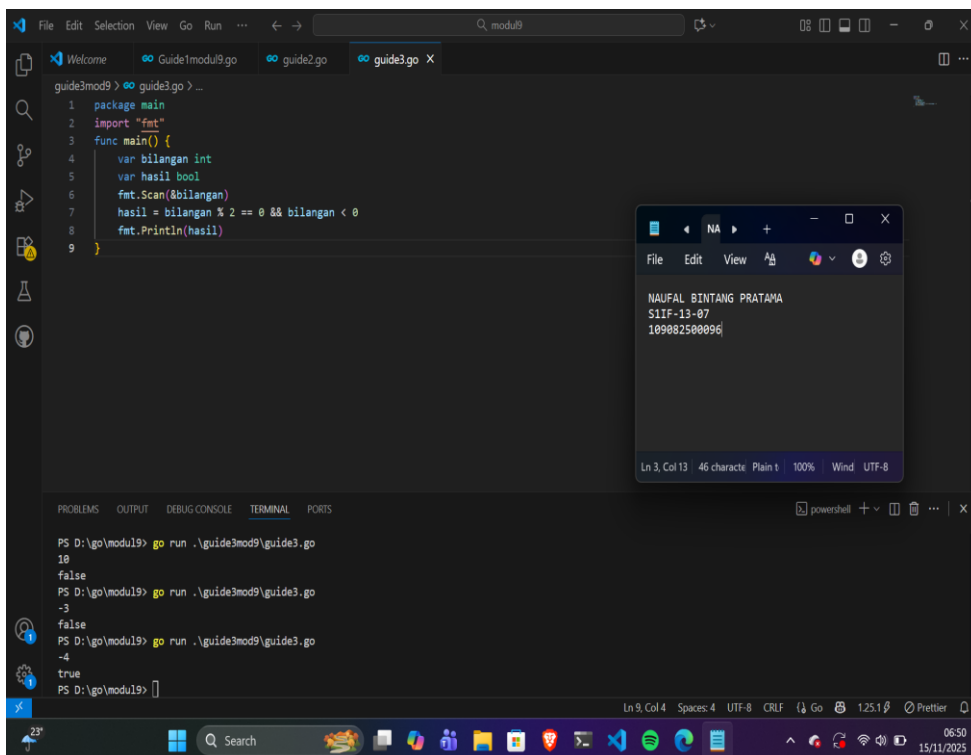 File Edit Selection View Go Run ··· ← → modul9
Welcome Guide1modul9.go guide2.go guide3.go X
guide3mod9 > guide3.go > ...
1 package main
2 import "fmt"
3 func main() {
4 var bilangan int
5 var hasil bool
6 fmt.Scan(&bilangan)
7 hasil = bilangan % 2 == 0 && bilangan < 0
8 fmt.Println(hasil)
9 }
NA
File Edit View
NAUFAL BINTANG PRATAMA
S1IF-13-07
109082500096
Ln 3, Col 13 46 characte Plain t 100% Wind UTF-8
PROBLEMS OUTPUT DEBUG CONSOLE TERMINAL PORTS
powershell
PS D:\go\modul9> go run .\guide3mod9\guide3.go
10
false
PS D:\go\modul9> go run .\guide3mod9\guide3.go
-3
false
PS D:\go\modul9> go run .\guide3mod9\guide3.go
-4
true
PS D:\go\modul9>
Ln 9, Col 4 Spaces: 4 UTF-8 CRLF Go 1.25.1 Prettier
23°
Search
06:50
15/11/2025